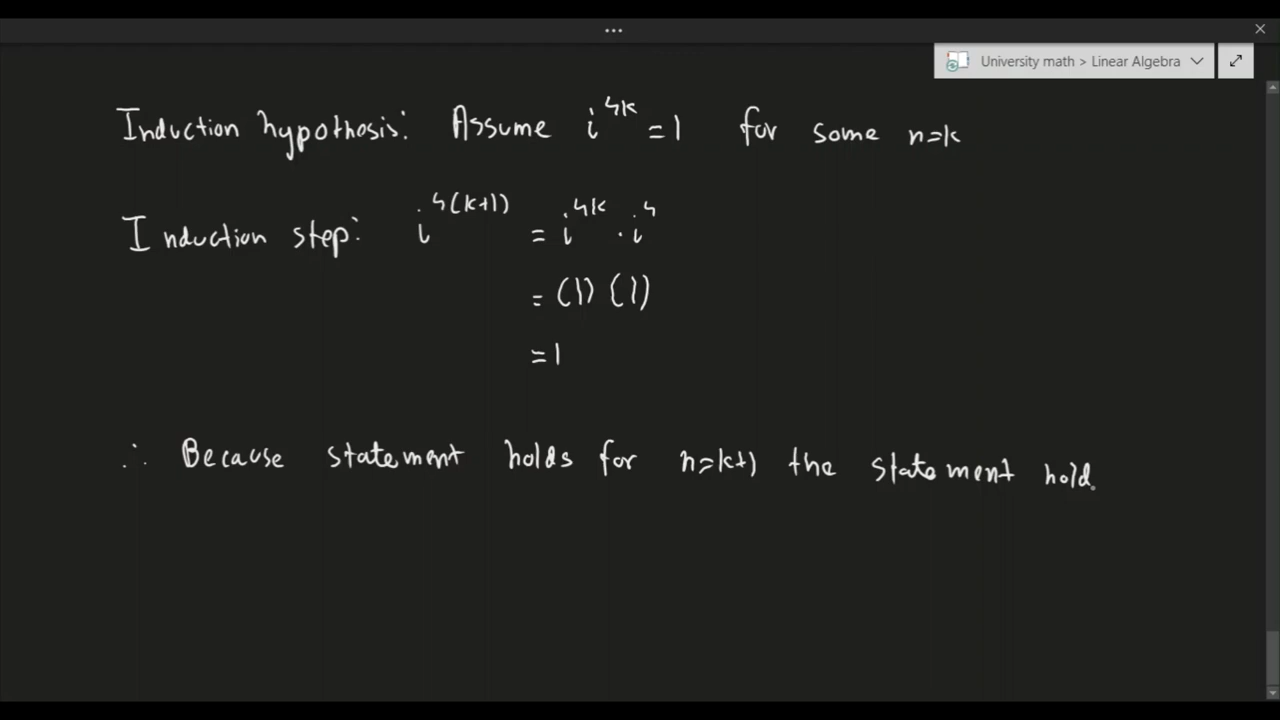 ...
University math > Linear Algebra
Induction hypothosis: Assume i^4k = 1 for some n=k
Induction step: i^4(k+1) = i^4k · i^4
= (1) (1)
= 1
∴ Because statement holds for n=k+1 the statement hold